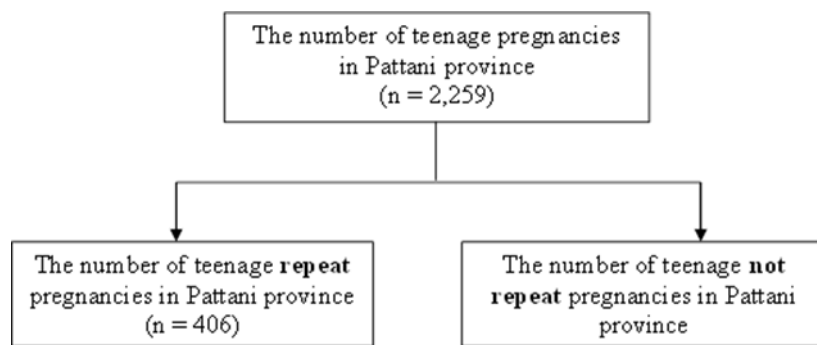 The number of teenage pregnancies
in Pattani province
(n = 2,259)
The number of teenage repeat
pregnancies in Pattani province
(n = 406)
The number of teenage not
repeat pregnancies in Pattani
province